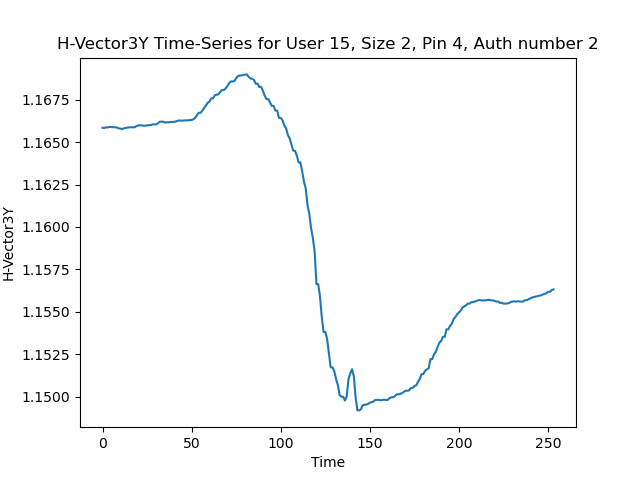 H-Vector3Y Time-Series for User 15, Size 2, Pin 4, Auth number 2
H-Vector3Y
1.1675
1.1650
1.1625
1.1600
1.1575
1.1550
1.1525
1.1500
0 50 100 150 200 250
Time